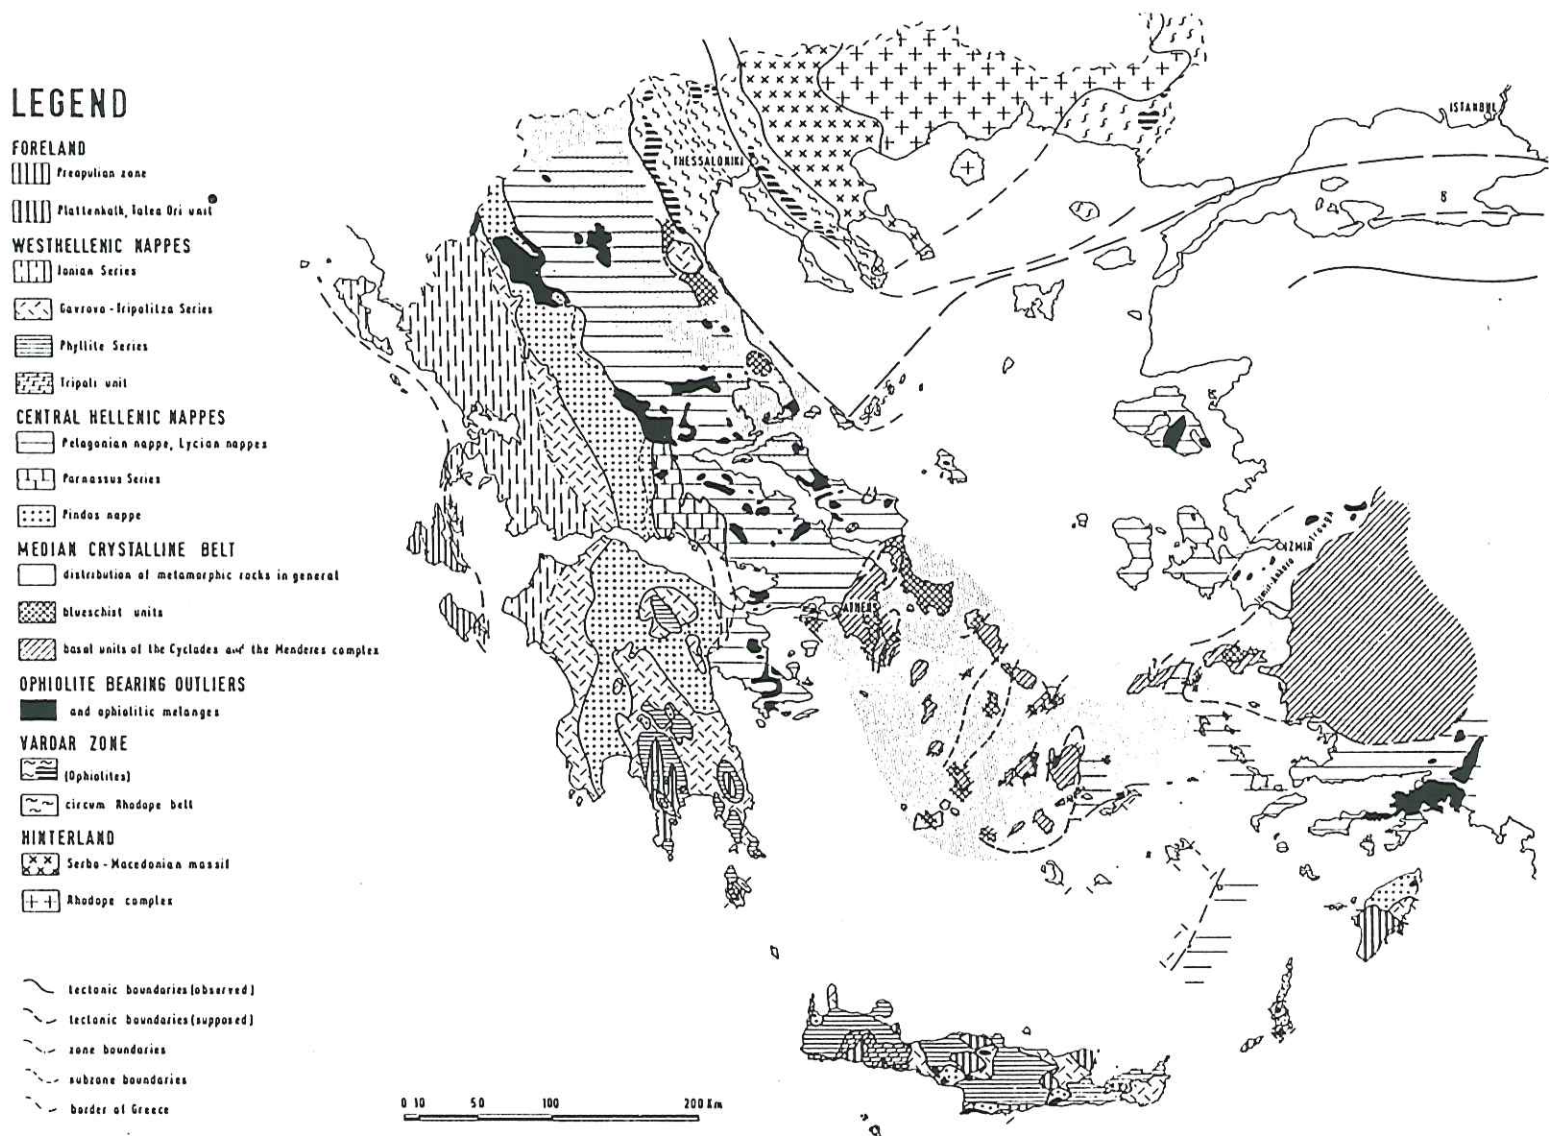 LEGEND
FORELAND
Preapulian zone
Plattenkalk, Talea Ori unit
WESTHELLENIC NAPPES
Ionian Series
Gavrovo-Tripolitza Series
Phyllite Series
Tripali unit
CENTRAL HELLENIC NAPPES
Pelagonian nappe, Lycian nappes
Parnassus Series
Pindos nappe
MEDIAN CRYSTALLINE BELT
distribution of metamorphic rocks in general
blueschist units
basal units of the Cyclades and the Menderes complex
OPHIOLITE BEARING OUTLIERS
and ophiolitic melanges
VARDAR ZONE
(Ophiolites)
circum Rhodope belt
HINTERLAND
Serbo-Macedonian massif
Rhodope complex
tectonic boundaries (observed)
tectonic boundaries (supposed)
zone boundaries
subzone boundaries
border of Greece
ISTANBUL
THESSALONIKI
8
IZMIR
Izmir-Ankara trough
ATHENS
0 10 50 100 200 Km